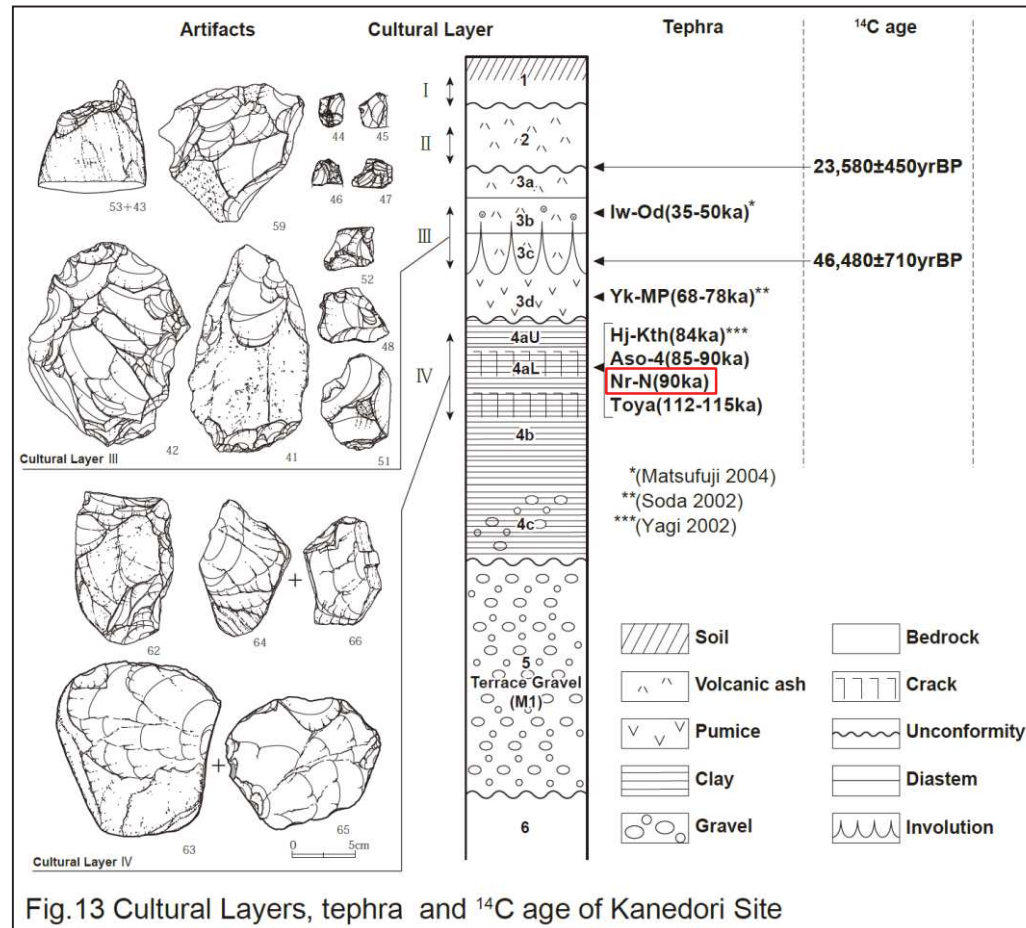 Artifacts
Cultural Layer
Tephra
¹⁴C age
53+43
59
44
45
46
47
52
48
42
41
51
Cultural Layer III
62
64
+
66
63
+
65
0 5cm
Cultural Layer IV
I
II
III
IV
1
2
3a
3b
3c
3d
4aU
4aL
4b
4c
5
Terrace Gravel
(M1)
6
23,580±450yrBP
Iw-Od(35-50ka)*
46,480±710yrBP
Yk-MP(68-78ka)**
Hj-Kth(84ka)***
Aso-4(85-90ka)
Nr-N(90ka)
Toya(112-115ka)
*(Matsufuji 2004)
**(Soda 2002)
***(Yagi 2002)
Soil
Volcanic ash
Pumice
Clay
Gravel
Bedrock
Crack
Unconformity
Diastem
Involution
Fig.13 Cultural Layers, tephra and ¹⁴C age of Kanedori Site